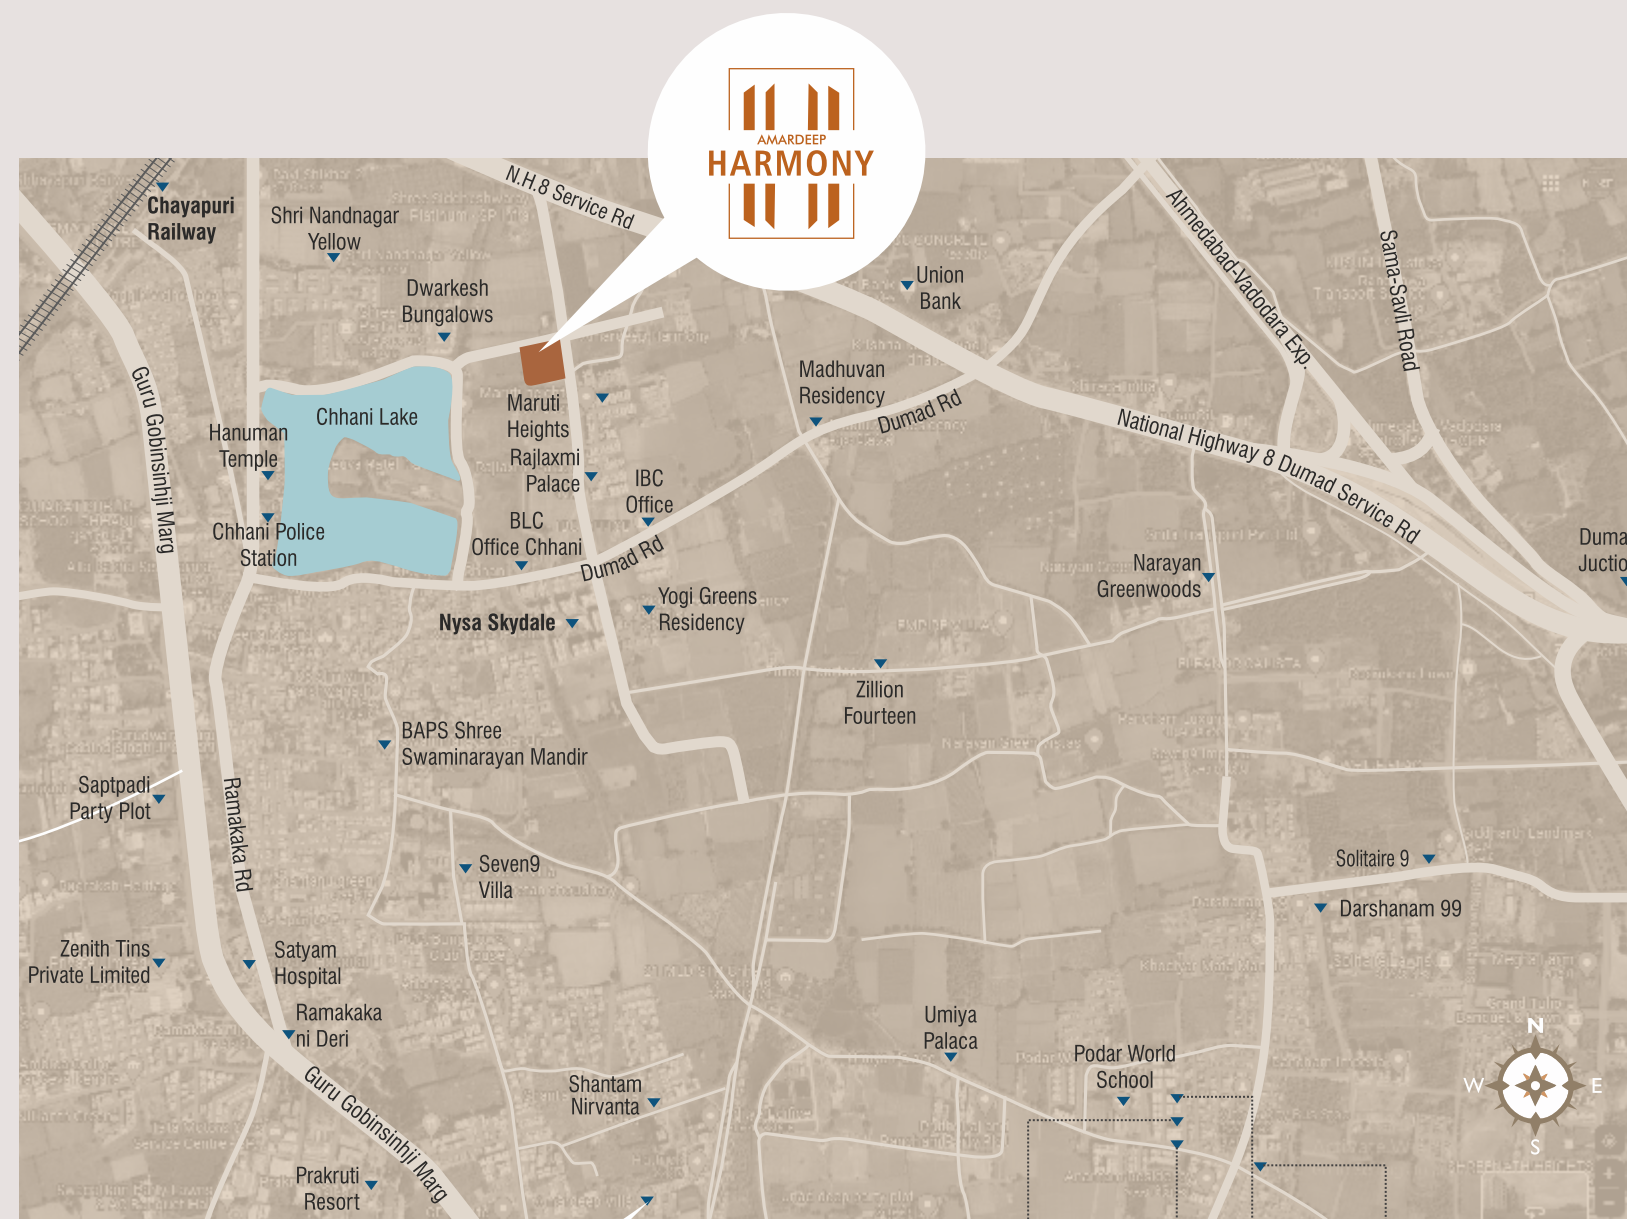 AMARDEEP
HARMONY
N.H.8 Service Rd
Chayapuri
Railway
Shri Nandnagar
Yellow
Dwarkesh
Bungalows
Union
Bank
Ahmedabad-Vadodara Exp.
Sama-Savli Road
Guru Gobinsinhji Marg
Chhani Lake
Maruti
Heights
Madhuvan
Residency
Dumad Rd
National Highway 8 Dumad Service Rd
Hanuman
Temple
Rajlaxmi
Palace
IBC
Office
Chhani Police
Station
BLC
Office Chhani
Dumad Rd
Duma
Juctio
Narayan
Greenwoods
Nysa Skydale
Yogi Greens
Residency
Zillion
Fourteen
BAPS Shree
Swaminarayan Mandir
Saptpadi
Party Plot
Ramakaka Rd
Seven9
Villa
Solitaire 9
Darshanam 99
Zenith Tins
Private Limited
Satyam
Hospital
Ramakaka
ni Deri
Umiya
Palaca
Podar World
School
N
W
E
S
Shantam
Nirvanta
Guru Gobinsinhji Marg
Prakruti
Resort